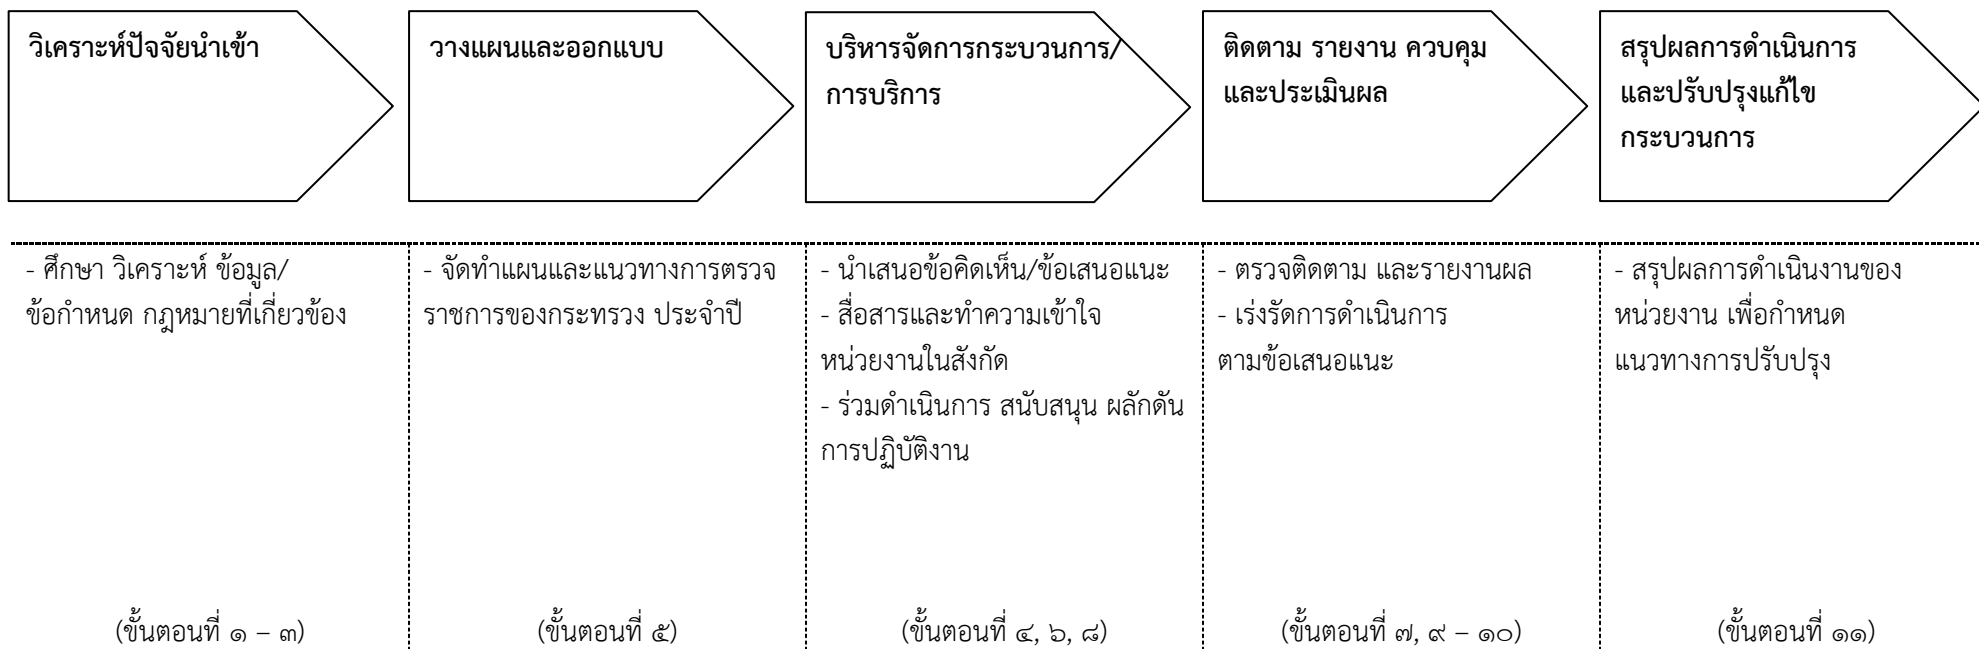 วิเคราะห์ปัจจัยนำเข้า
วางแผนและออกแบบ
บริหารจัดการกระบวนการ/
การบริการ
ติดตาม รายงาน ควบคุม
และประเมินผล
สรุปผลการดำเนินการ
และปรับปรุงแก้ไข
กระบวนการ
- ศึกษา วิเคราะห์ ข้อมูล/
ข้อกำหนด กฎหมายที่เกี่ยวข้อง
(ขั้นตอนที่ ๑ – ๓)
- จัดทำแผนและแนวทางการตรวจ
ราชการของกระทรวง ประจำปี
(ขั้นตอนที่ ๕)
- นำเสนอข้อคิดเห็น/ข้อเสนอแนะ
- สื่อสารและทำความเข้าใจ
หน่วยงานในสังกัด
- ร่วมดำเนินการ สนับสนุน ผลักดัน
การปฏิบัติงาน
(ขั้นตอนที่ ๔, ๖, ๘)
- ตรวจติดตาม และรายงานผล
- เร่งรัดการดำเนินการ
ตามข้อเสนอแนะ
(ขั้นตอนที่ ๗, ๙ – ๑๐)
- สรุปผลการดำเนินงานของ
หน่วยงาน เพื่อกำหนด
แนวทางการปรับปรุง
(ขั้นตอนที่ ๑๑)